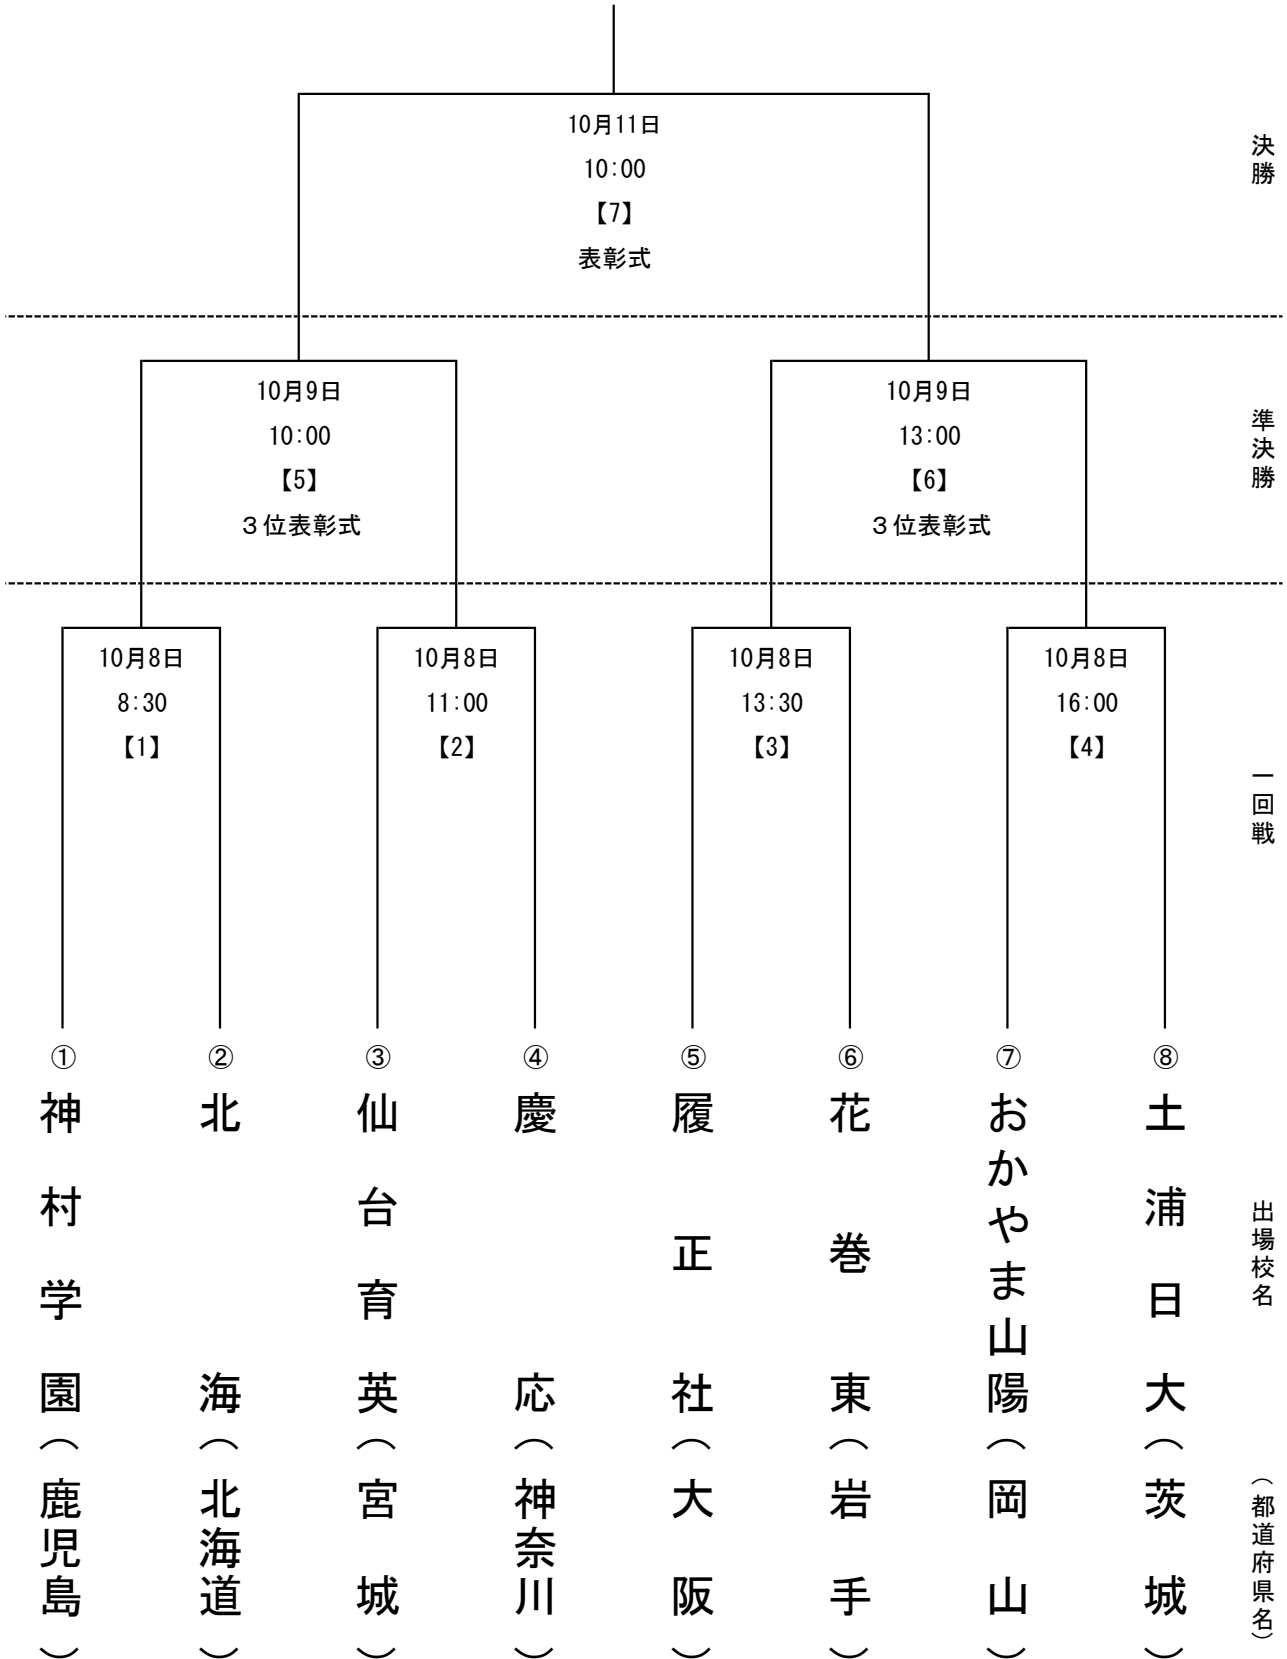 10月11日
10:00
【7】
表彰式
決勝
10月9日
10:00
【5】
３位表彰式
10月9日
13:00
【6】
３位表彰式
準決勝
10月8日
8:30
【1】
10月8日
11:00
【2】
10月8日
13:30
【3】
10月8日
16:00
【4】
一回戦
①
神村学園（鹿児島）
②
北海（北海道）
③
仙台育英（宮城）
④
慶応（神奈川）
⑤
履正社（大阪）
⑥
花巻東（岩手）
⑦
おかやま山陽（岡山）
⑧
土浦日大（茨城）
出場校名
（都道府県名）